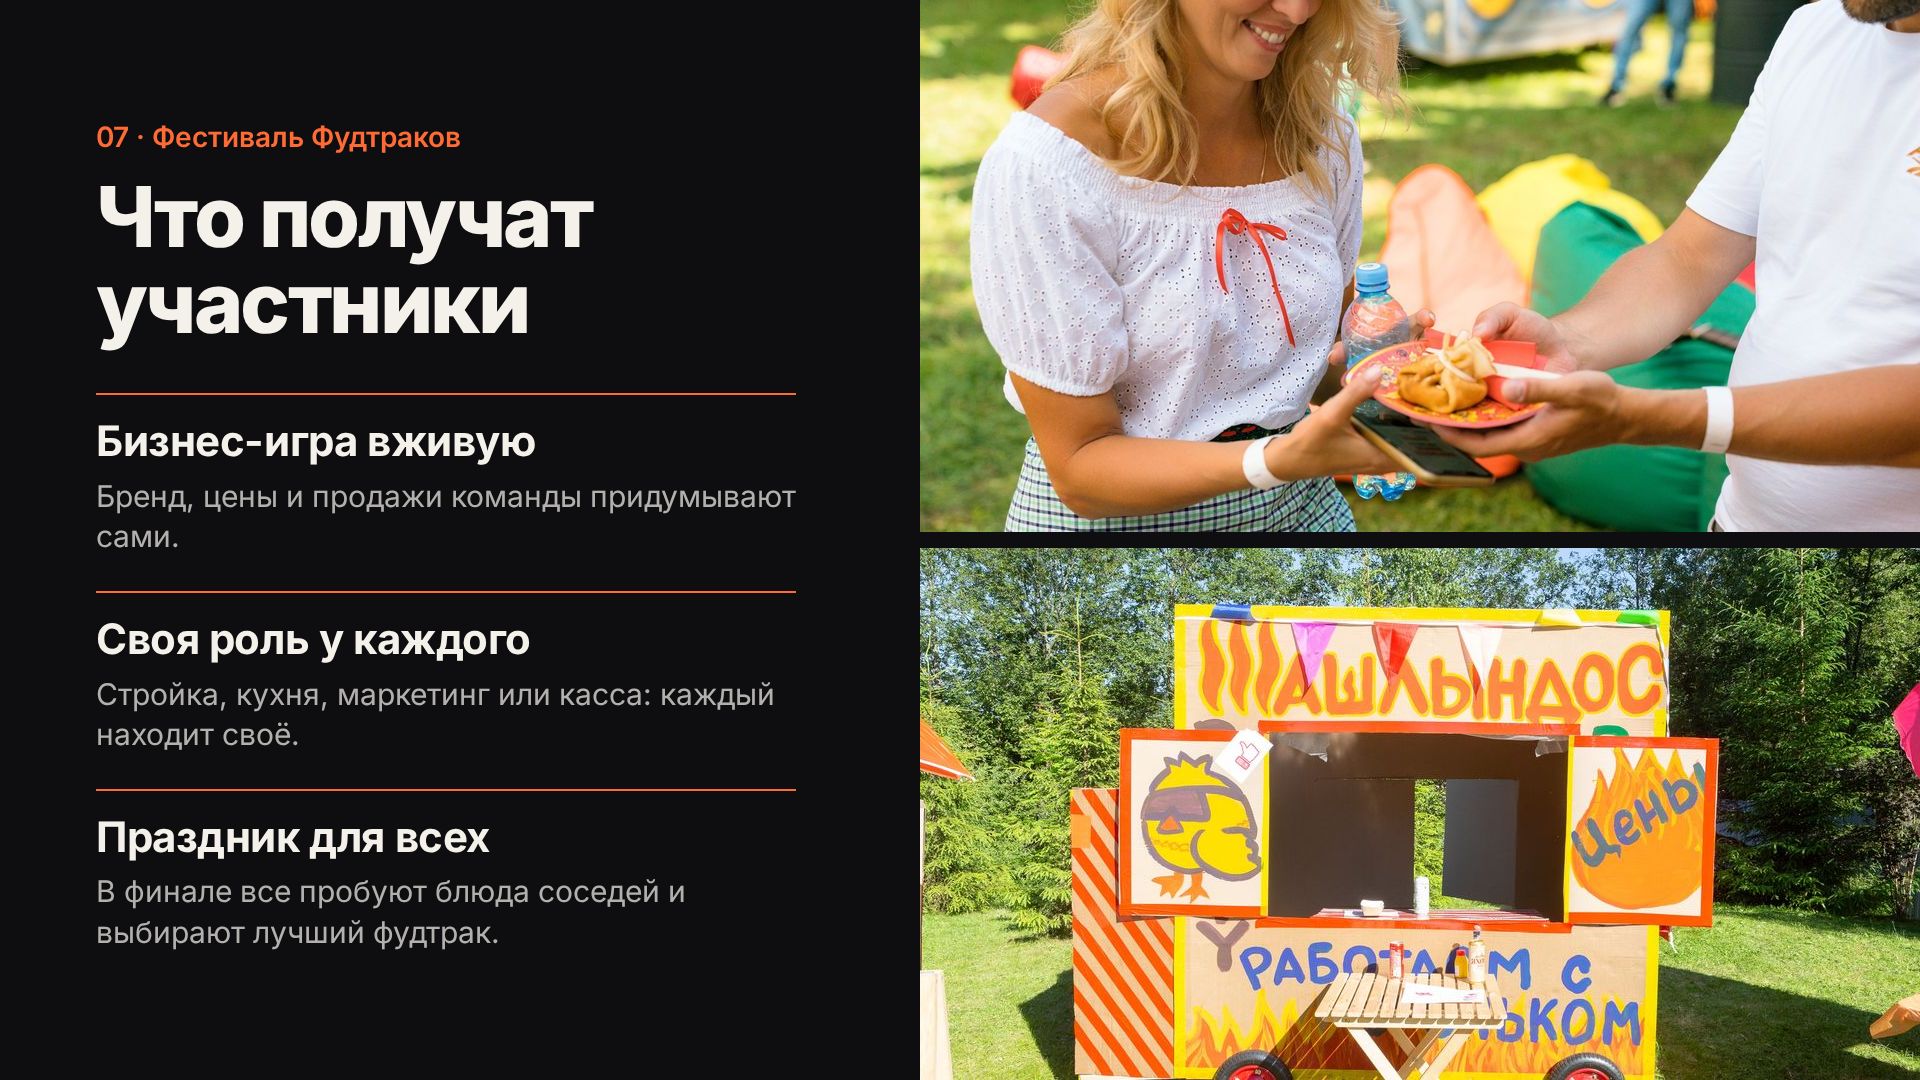 07 · Фестиваль Фудтраков
Что получат
участники
Бизнес-игра вживую
Бренд, цены и продажи команды придумывают
сами.
Своя роль у каждого
Стройка, кухня, маркетинг или касса: каждый
находит своё.
Праздник для всех
В финале все пробуют блюда соседей и
выбирают лучший фудтрак.
ШАШЛЫНДОС
Цены
РАБОТАЕМ с